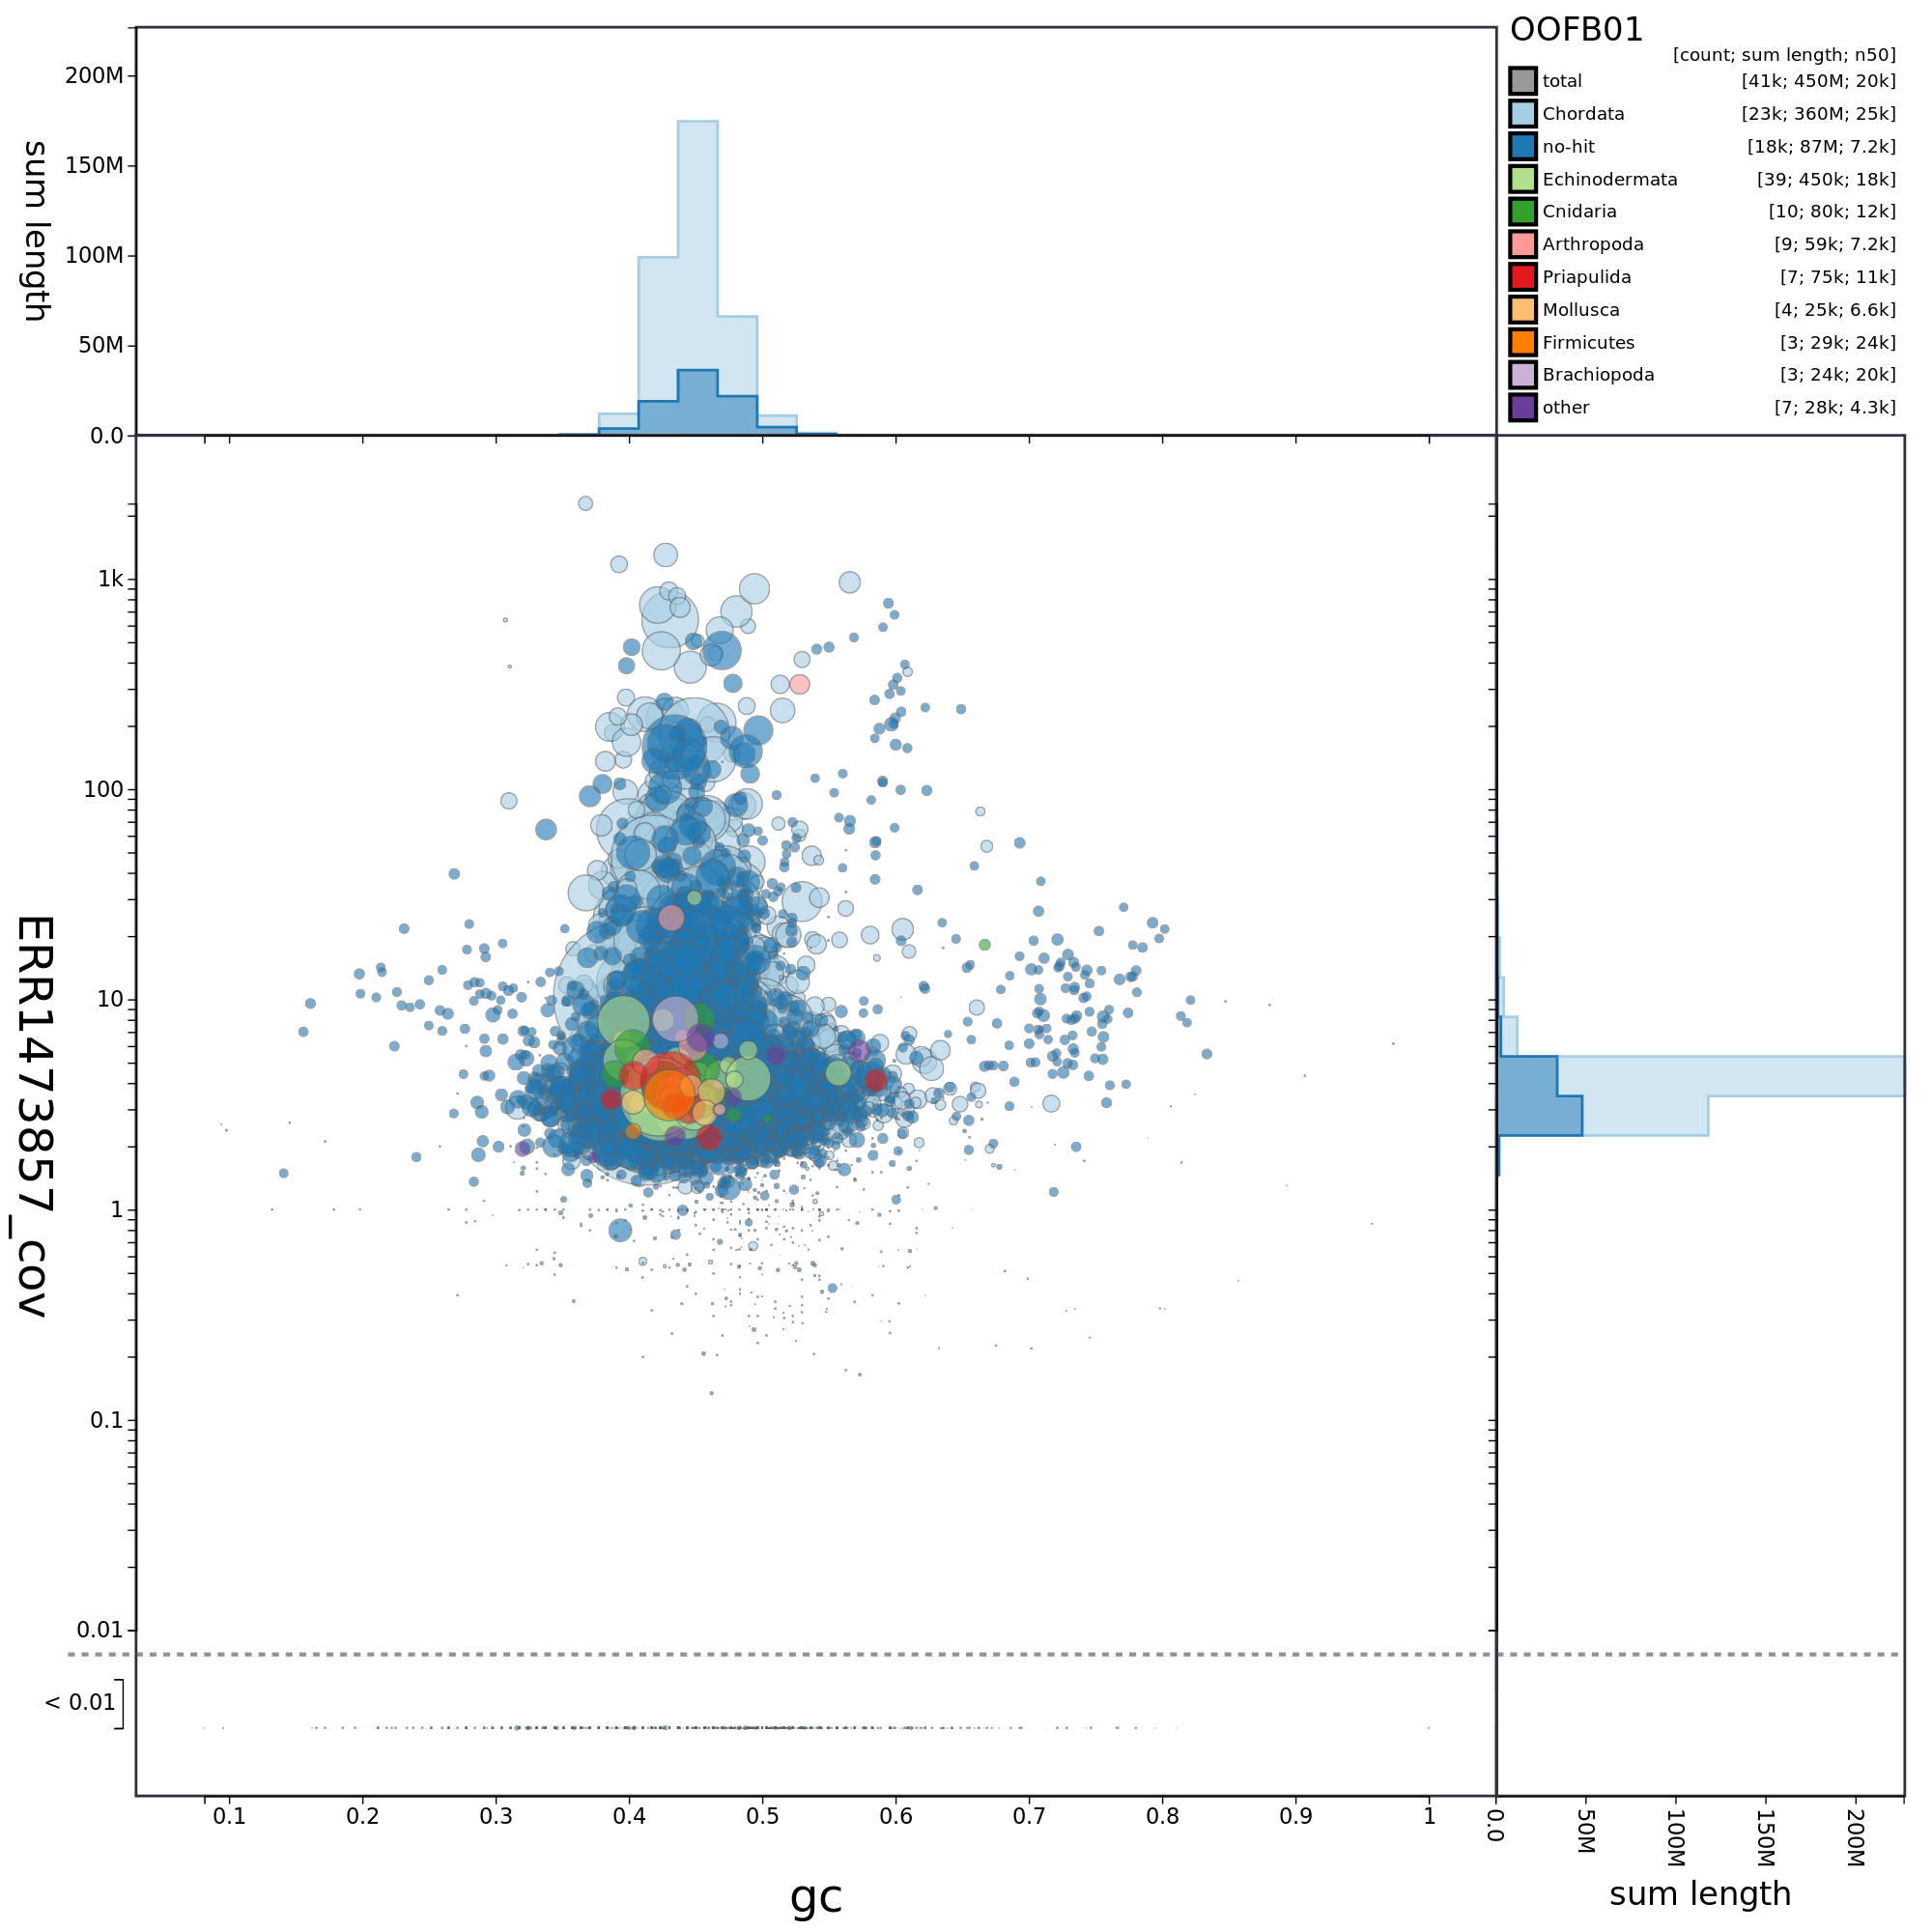 OOFB01
[count; sum length; n50]
total [41k; 450M; 20k]
Chordata [23k; 360M; 25k]
no-hit [18k; 87M; 7.2k]
Echinodermata [39; 450k; 18k]
Cnidaria [10; 80k; 12k]
Arthropoda [9; 59k; 7.2k]
Priapulida [7; 75k; 11k]
Mollusca [4; 25k; 6.6k]
Firmicutes [3; 29k; 24k]
Brachiopoda [3; 24k; 20k]
other [7; 28k; 4.3k]
sum length
200M
150M
100M
50M
0.0
ERR1473857_cov
1k
100
10
1
0.1
0.01
< 0.01
0.1 0.2 0.3 0.4 0.5 0.6 0.7 0.8 0.9 1
gc
0.0 50M 100M 150M 200M
sum length